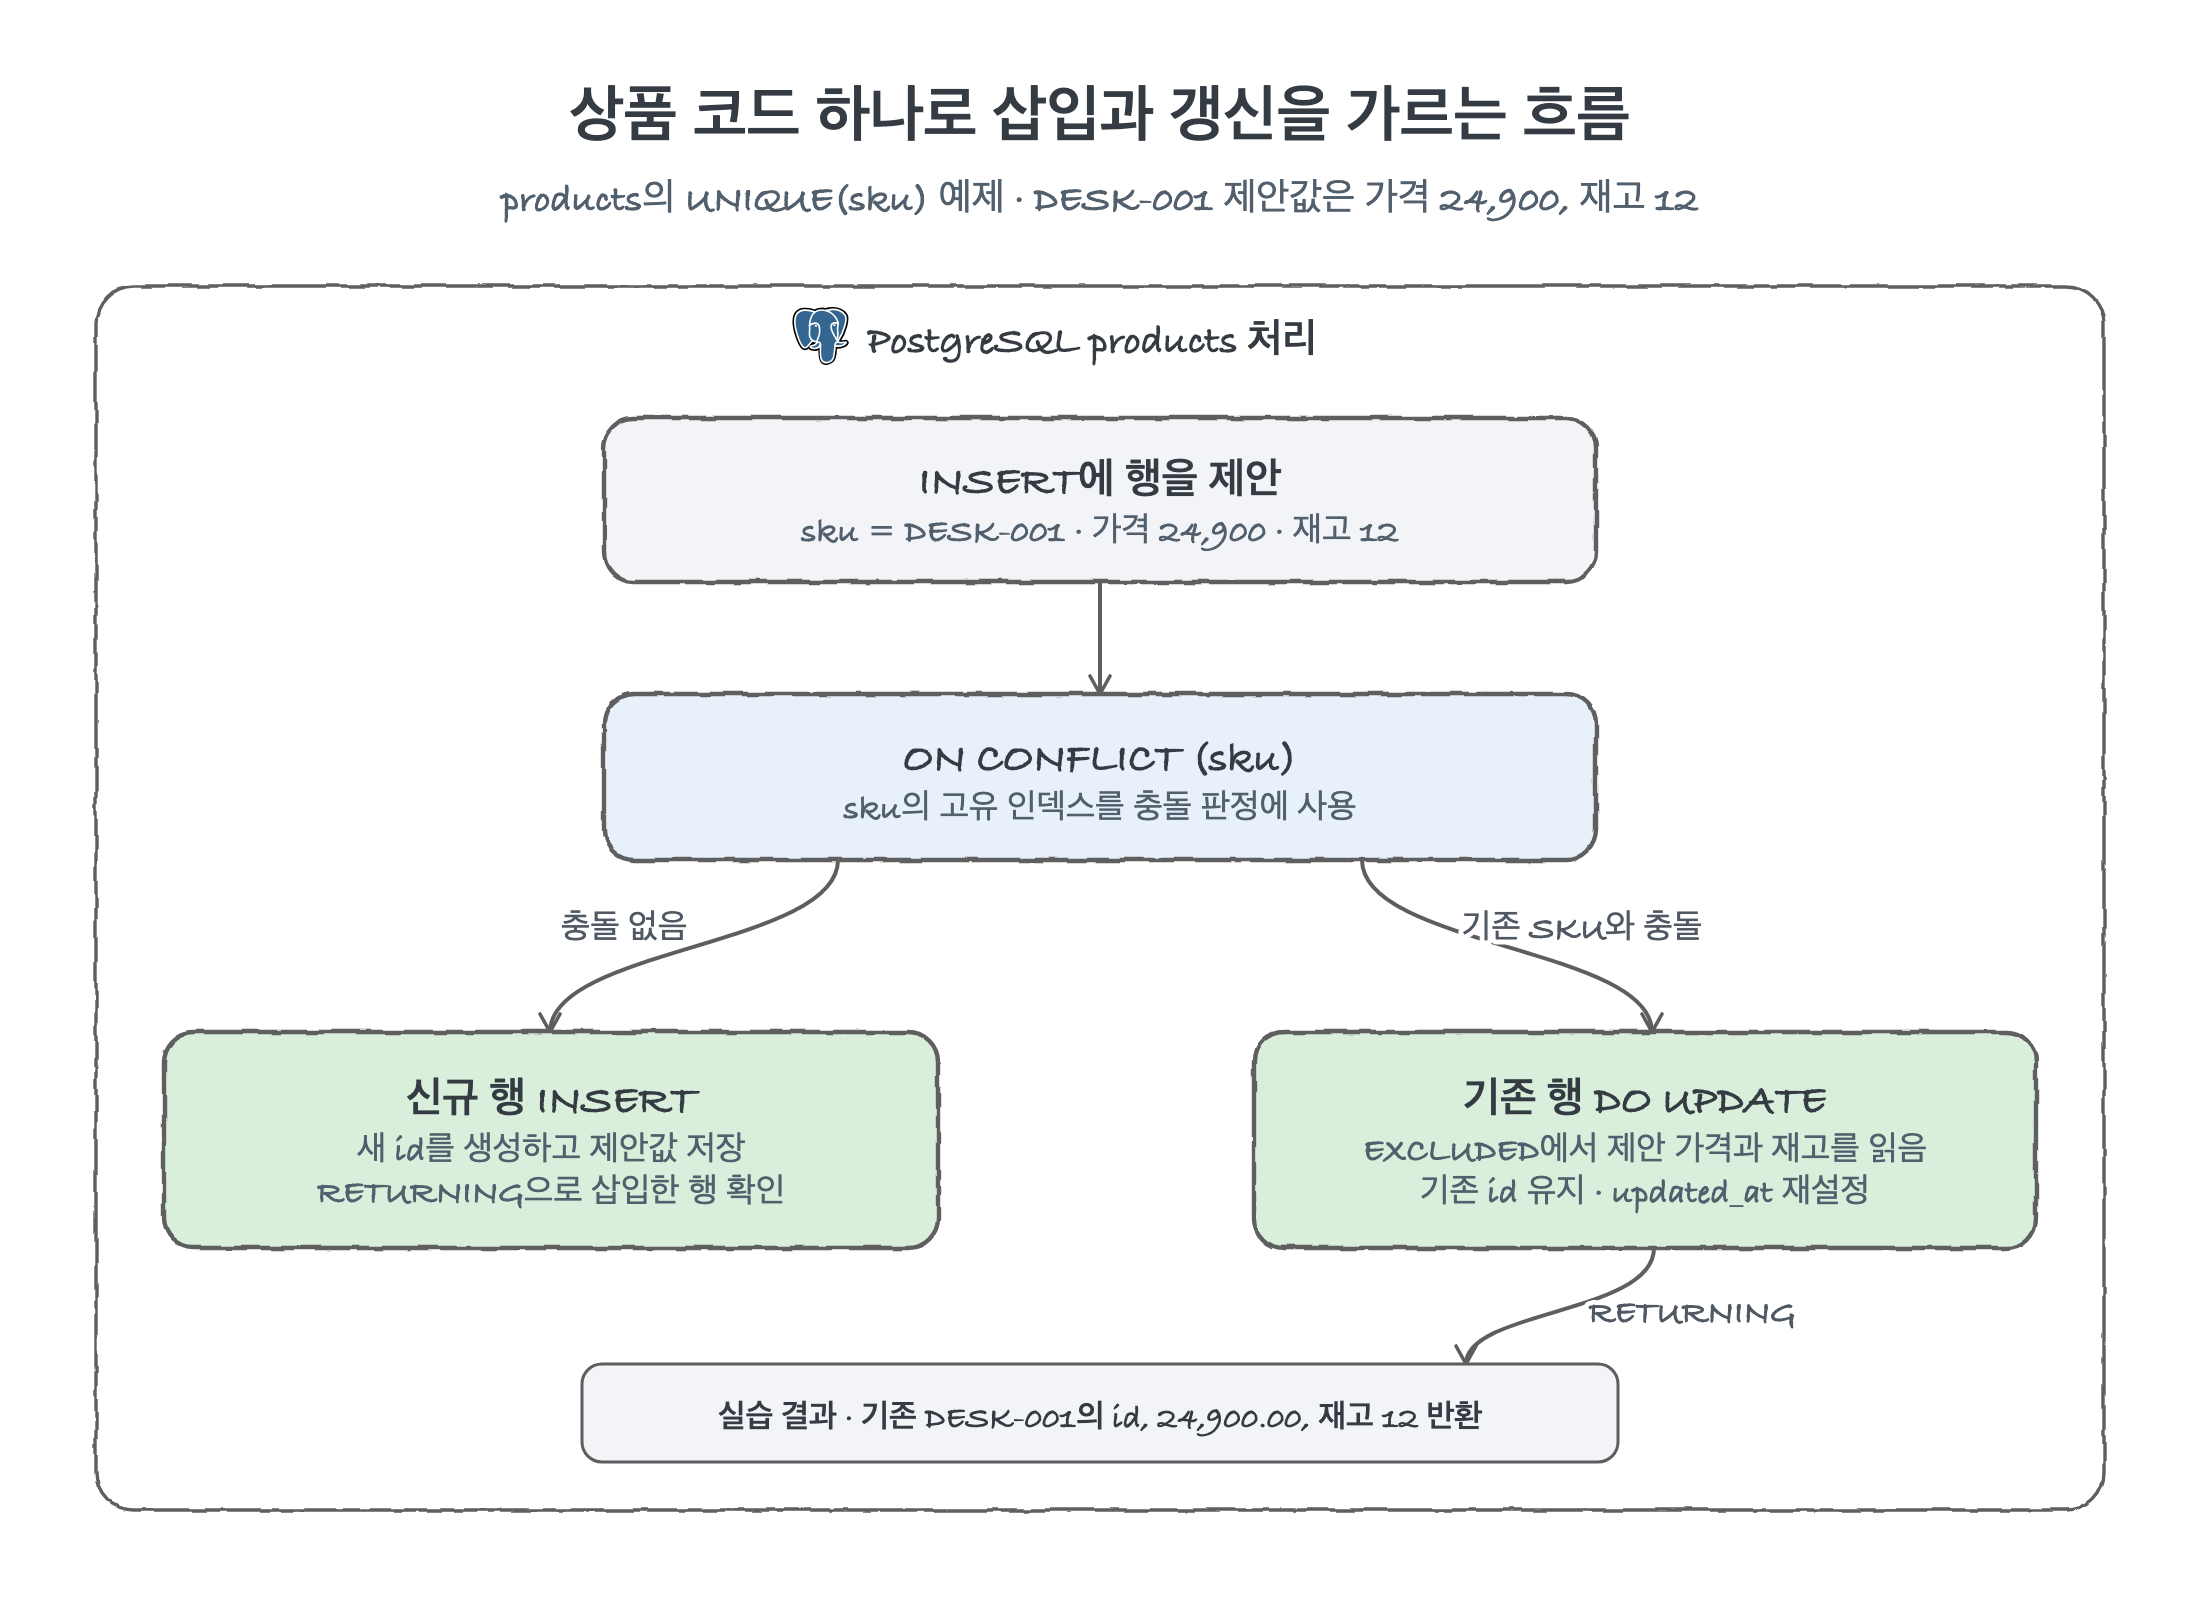 상품 코드 하나로 삽입과 갱신을 가르는 흐름
products의 UNIQUE(sku) 예제 · DESK-001 제안값은 가격 24,900, 재고 12
PostgreSQL products 처리
INSERT에 행을 제안
sku = DESK-001 · 가격 24,900 · 재고 12
ON CONFLICT (sku)
sku의 고유 인덱스를 충돌 판정에 사용
충돌 없음
기존 SKU와 충돌
신규 행 INSERT
새 id를 생성하고 제안값 저장
RETURNING으로 삽입한 행 확인
기존 행 DO UPDATE
EXCLUDED에서 제안 가격과 재고를 읽음
기존 id 유지 · updated_at 재설정
RETURNING
실습 결과 · 기존 DESK-001의 id, 24,900.00, 재고 12 반환